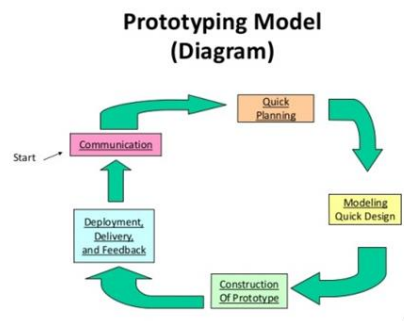 Prototyping Model
(Diagram)
Quick
Planning
Communication
Start
Modeling
Quick Design
Deployment,
Delivery,
and Feedback
Construction
Of Prototype